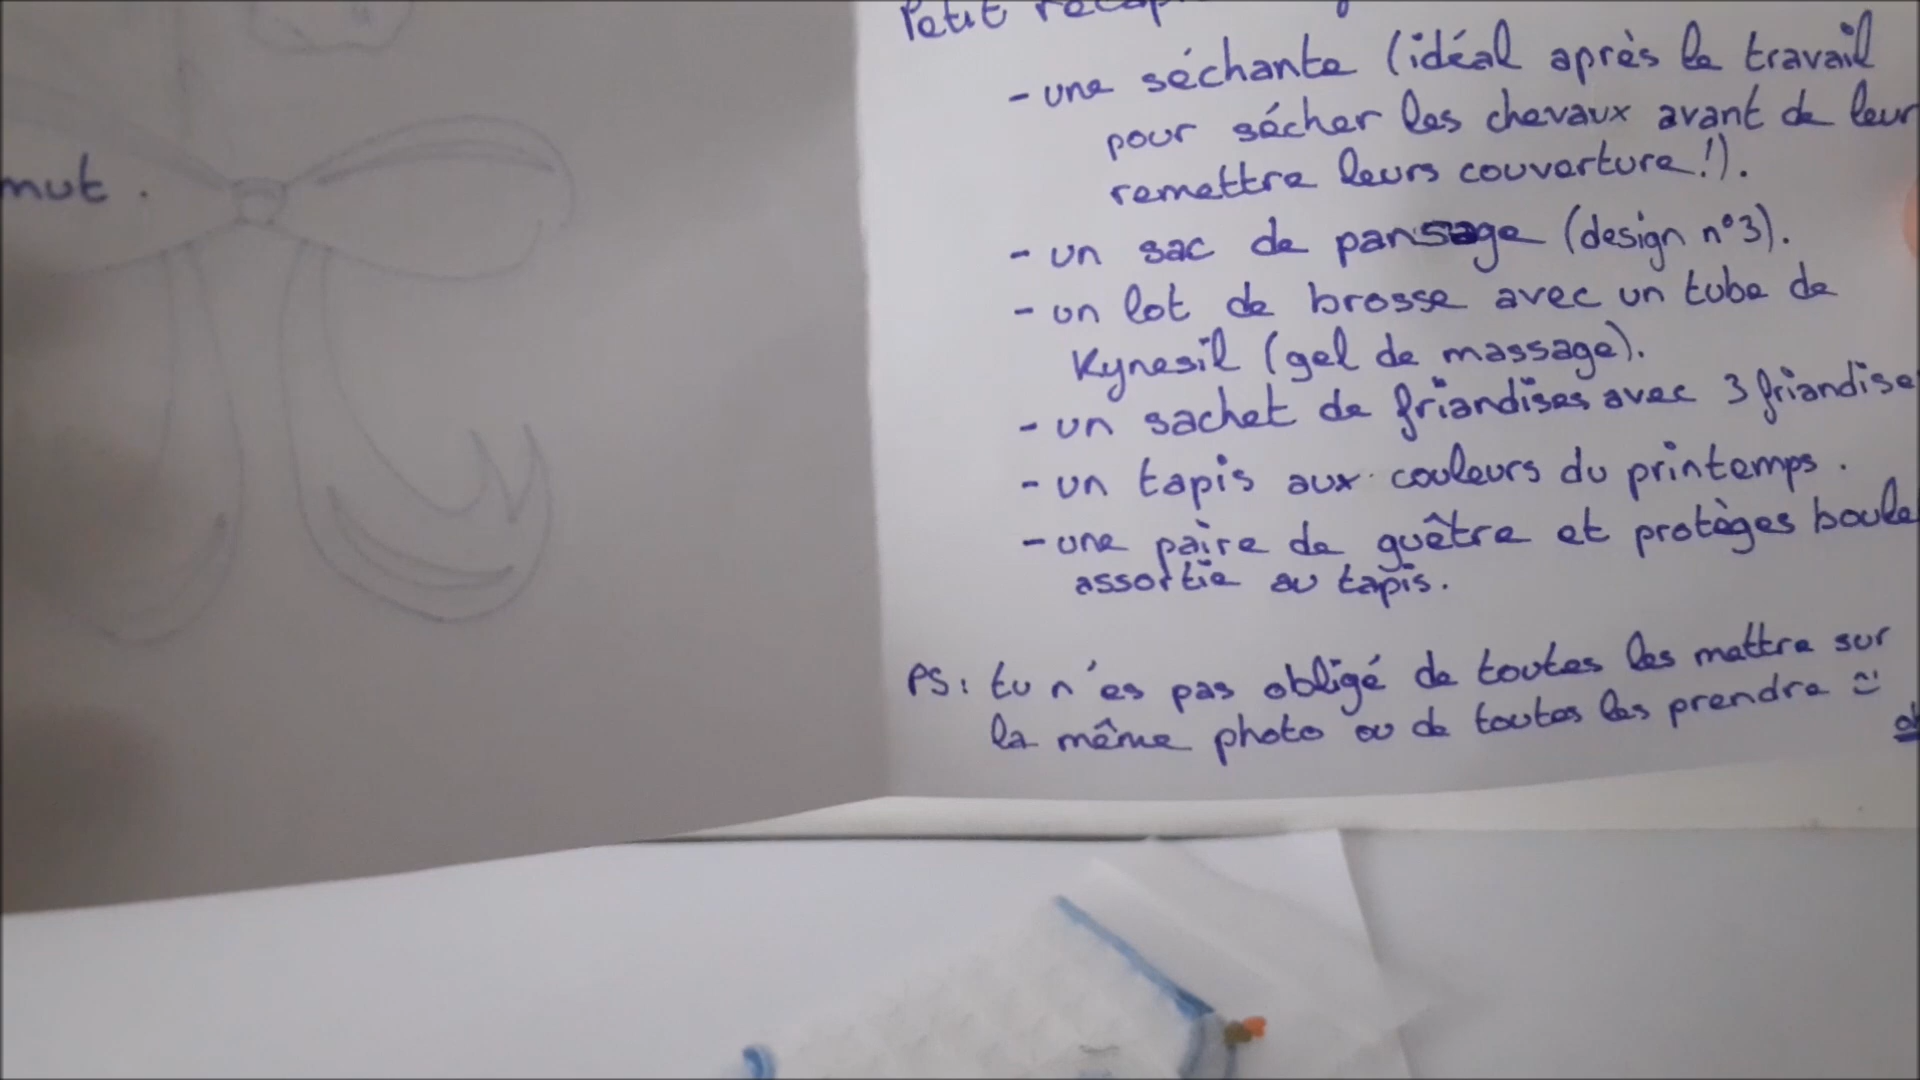 mut.
Petit
- une séchante (idéal après le travail
pour sécher les chevaux avant de leur
remettre leurs couverture!).
- un sac de pansage (design n°3).
- un lot de brosse avec un tube de
Kynesil (gel de massage).
- un sachet de friandises avec 3 friandise
- un tapis aux couleurs du printemps.
- une paire de guêtre et protèges boule
assortie au tapis.
PS: tu n'es pas obligé de toutes les mettre sur
la même photo ou de toutes les prendre